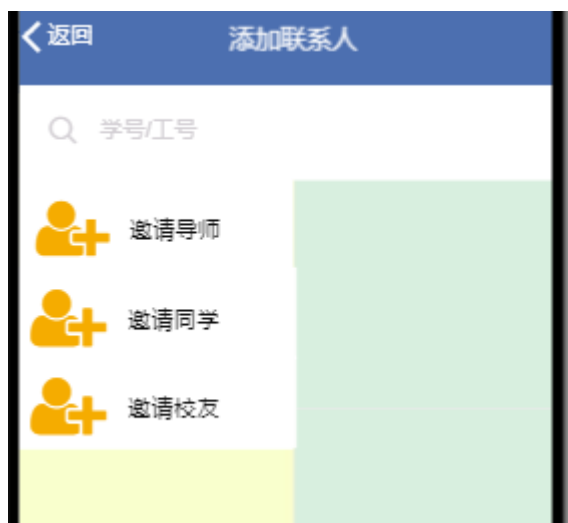 返回
添加联系人
学号/工号
邀请导师
邀请同学
邀请校友